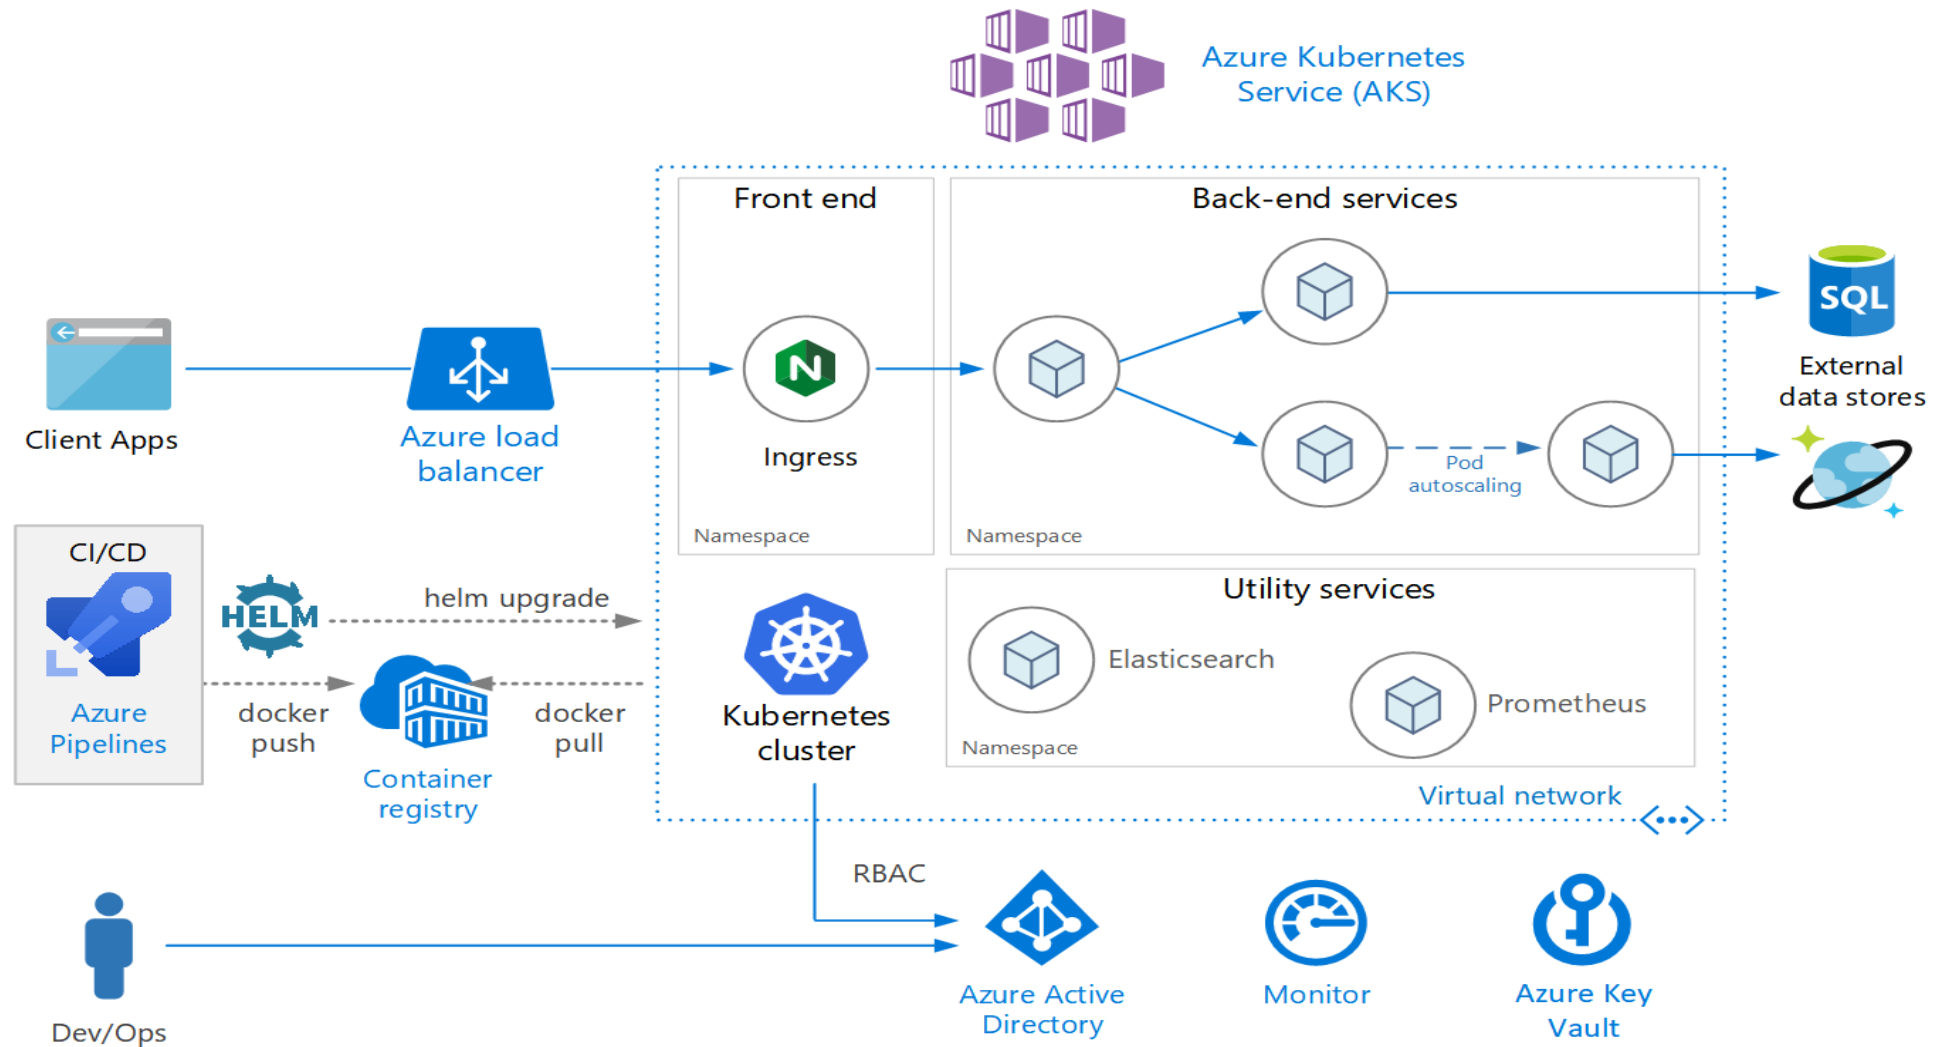 Azure Kubernetes
Service (AKS)
Front end
Back-end services
SQL
External
data stores
Client Apps
Azure load
balancer
N
Ingress
Pod
autoscaling
Namespace
Namespace
CI/CD
Azure
Pipelines
HELM
helm upgrade
docker
push
docker
pull
Container
registry
Kubernetes
cluster
Utility services
Elasticsearch
Prometheus
Namespace
Virtual network
RBAC
Dev/Ops
Azure Active
Directory
Monitor
Azure Key
Vault